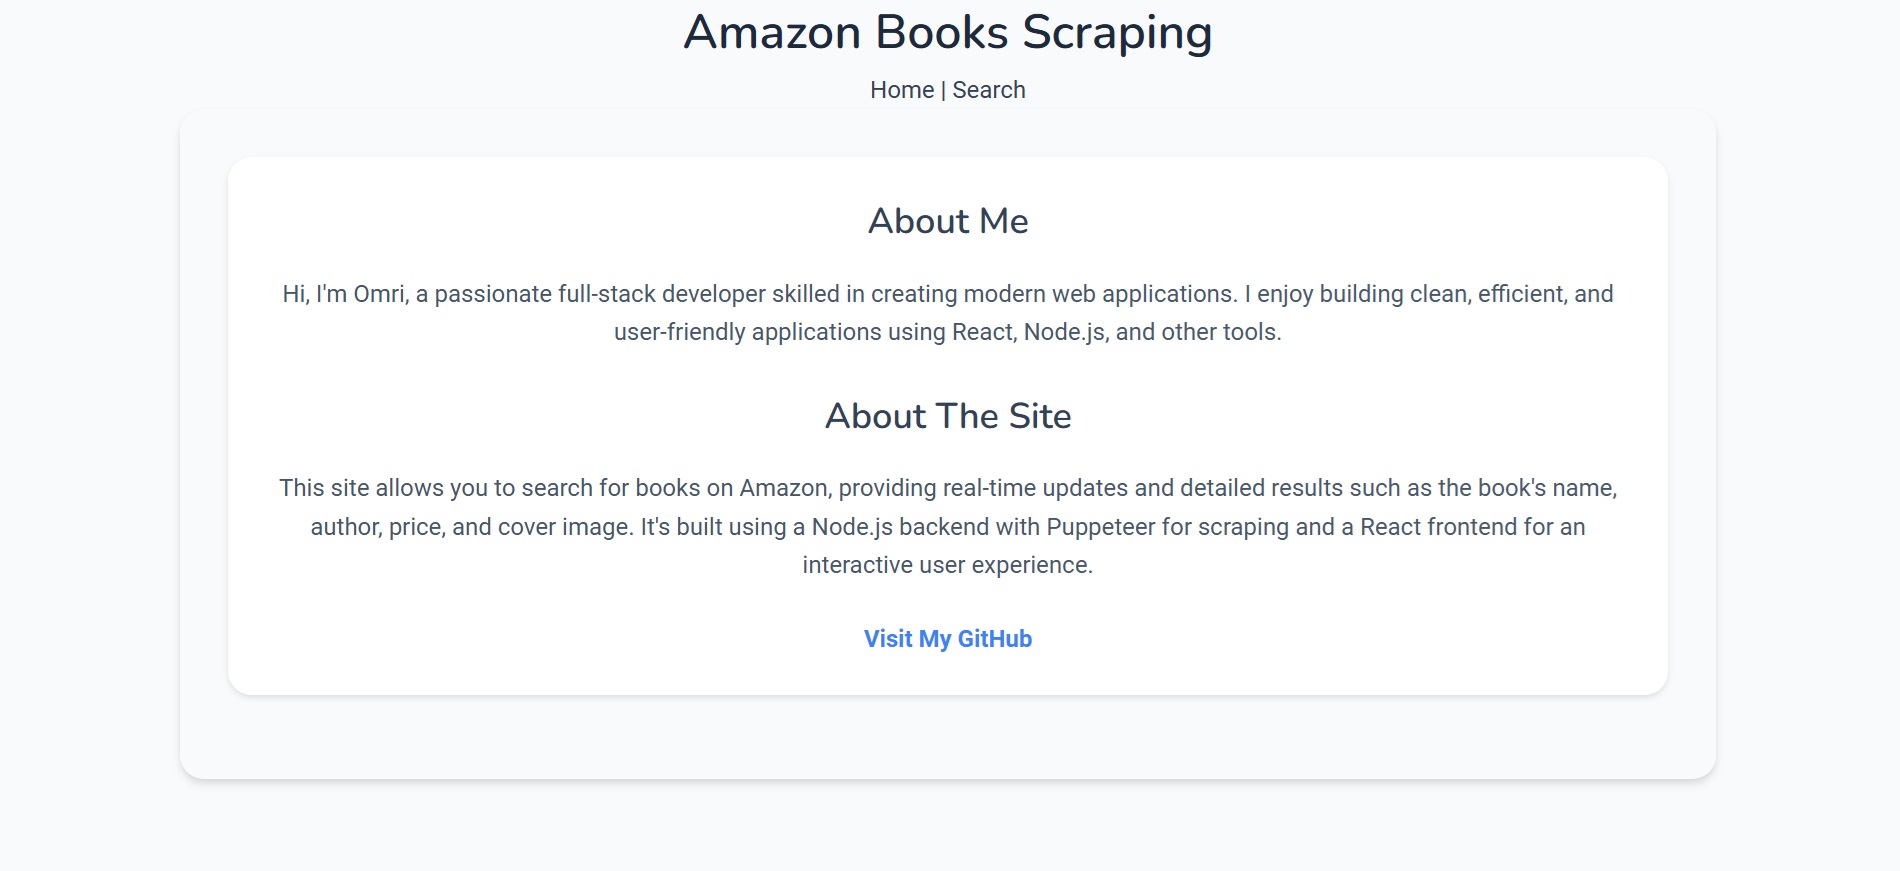 Amazon Books Scraping
Home | Search
About Me
Hi, I'm Omri, a passionate full-stack developer skilled in creating modern web applications. I enjoy building clean, efficient, and
user-friendly applications using React, Node.js, and other tools.
About The Site
This site allows you to search for books on Amazon, providing real-time updates and detailed results such as the book's name,
author, price, and cover image. It's built using a Node.js backend with Puppeteer for scraping and a React frontend for an
interactive user experience.
Visit My GitHub